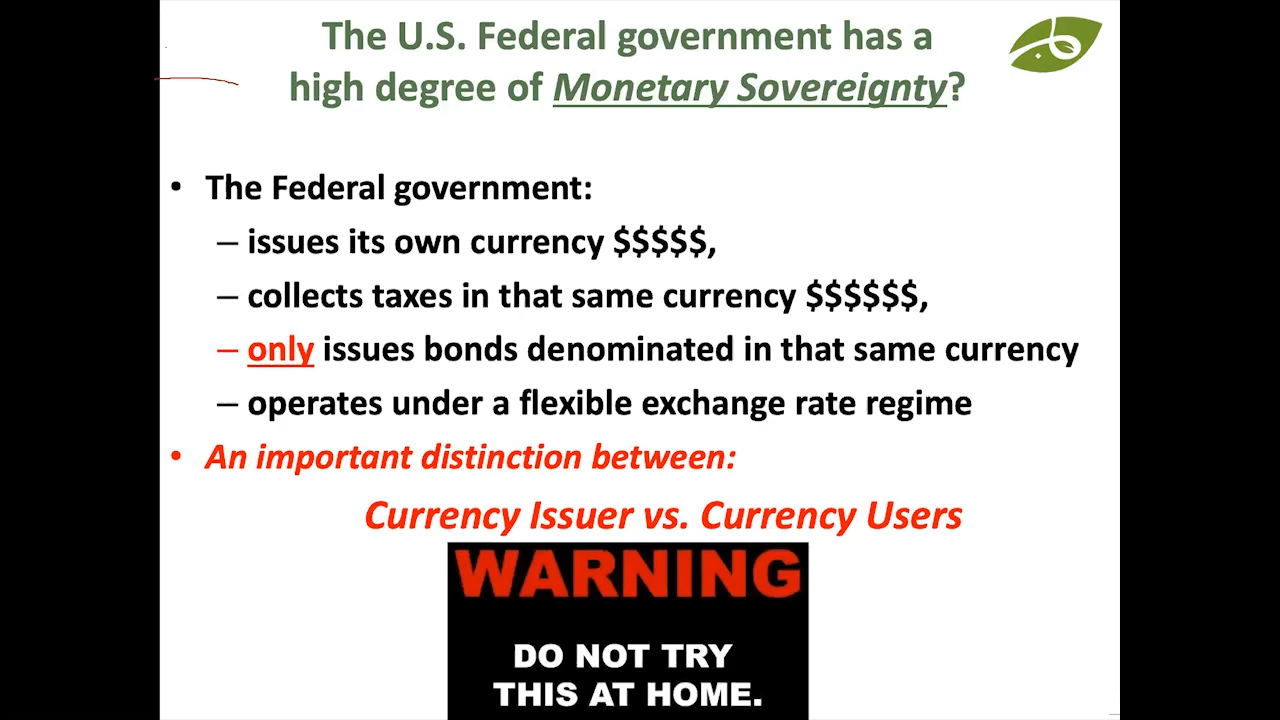 The U.S. Federal government has a
high degree of Monetary Sovereignty?
• The Federal government:
– issues its own currency $$$$$,
– collects taxes in that same currency $$$$$$,
– only issues bonds denominated in that same currency
– operates under a flexible exchange rate regime
• An important distinction between:
Currency Issuer vs. Currency Users
WARNING
DO NOT TRY
THIS AT HOME.